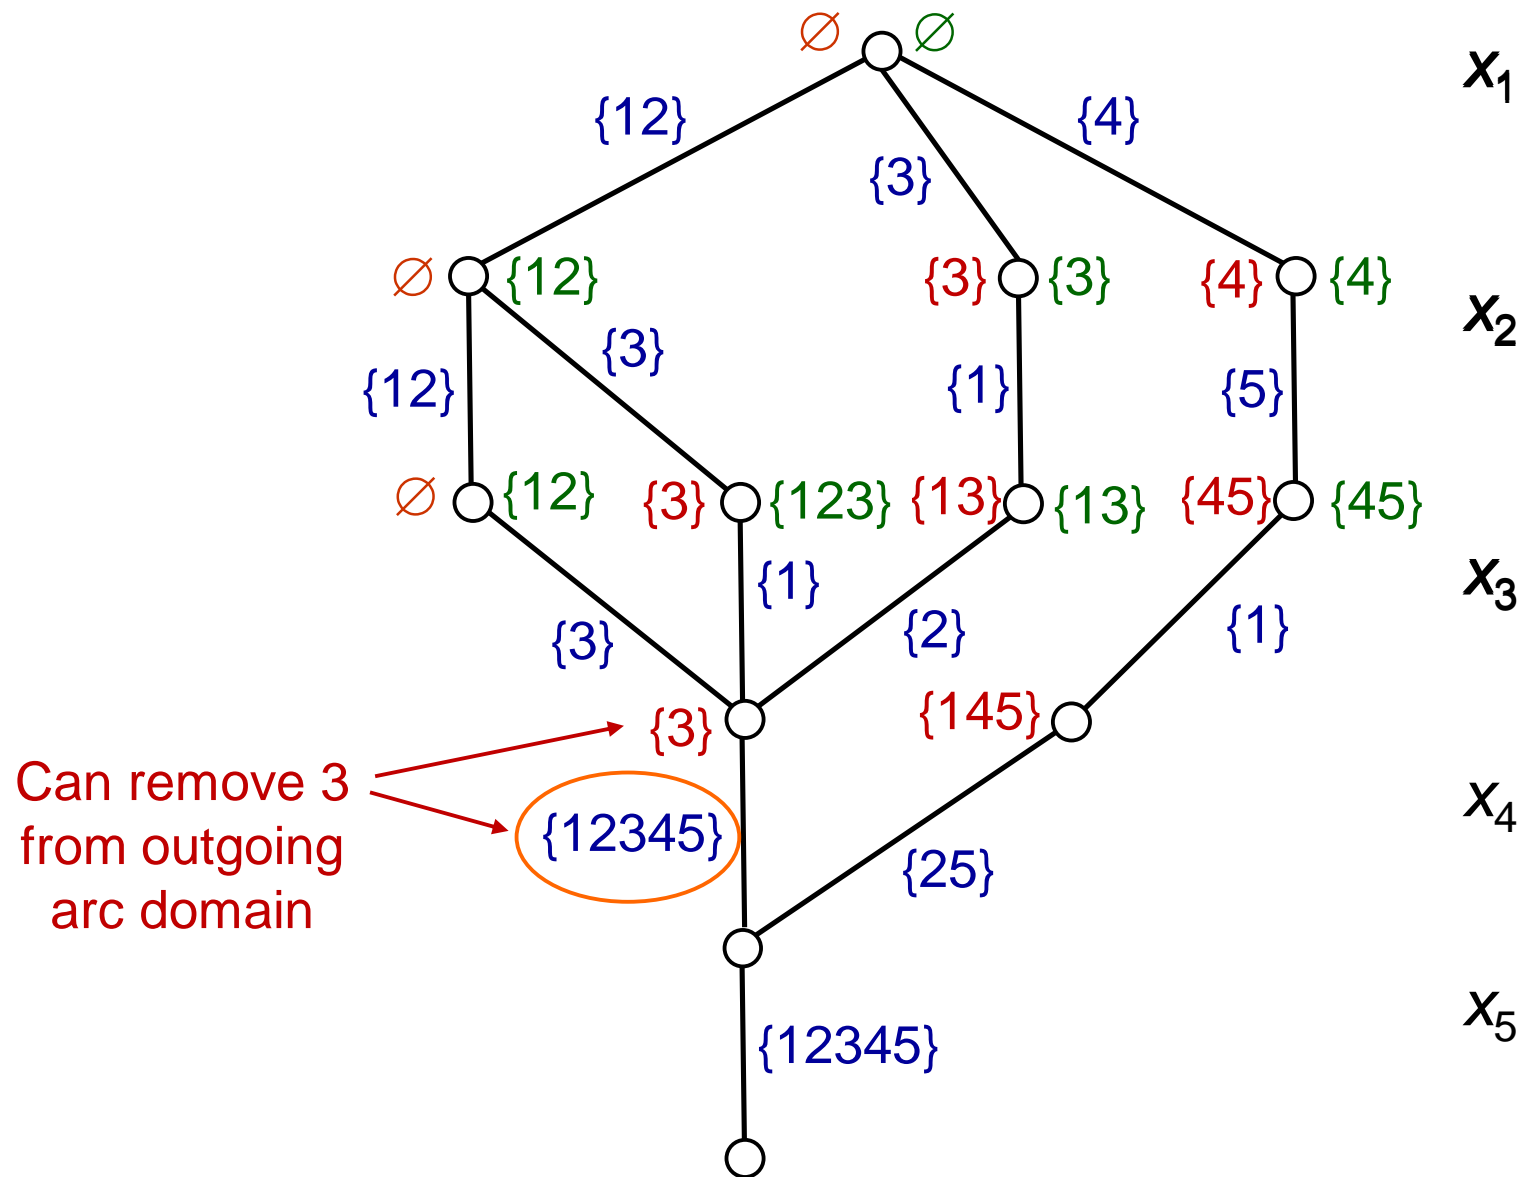 ∅ ∅ x1
{12} {3} {4}
∅ {12} {3} {3} {4} {4} x2
{12} {3} {1} {5}
∅ {12} {3} {123} {13} {13} {45} {45}
{3} {1} {2} {1} x3
{3} {145}
Can remove 3
from outgoing
arc domain
{12345} {25} x4
{12345} x5